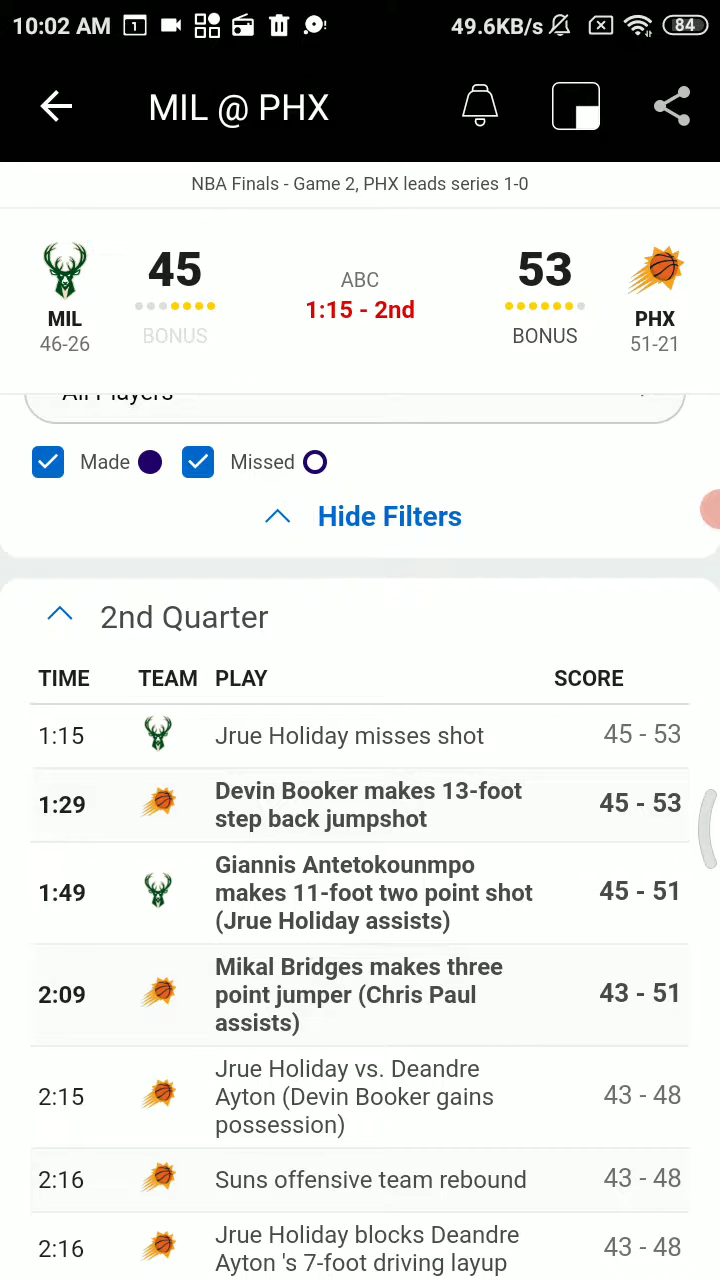 10:02 AM 1 49.6KB/s 84
MIL @ PHX
NBA Finals - Game 2, PHX leads series 1-0
45 ABC 53
1:15 - 2nd
MIL BONUS BONUS PHX
46-26 51-21
All Players
Made Missed
Hide Filters
2nd Quarter
TIME TEAM PLAY SCORE
1:15 Jrue Holiday misses shot 45 - 53
Devin Booker makes 13-foot
1:29 45 - 53
step back jumpshot
Giannis Antetokounmpo
1:49 makes 11-foot two point shot 45 - 51
(Jrue Holiday assists)
Mikal Bridges makes three
2:09 point jumper (Chris Paul 43 - 51
assists)
Jrue Holiday vs. Deandre
2:15 Ayton (Devin Booker gains 43 - 48
possession)
2:16 Suns offensive team rebound 43 - 48
Jrue Holiday blocks Deandre
2:16 43 - 48
Ayton 's 7-foot driving layup